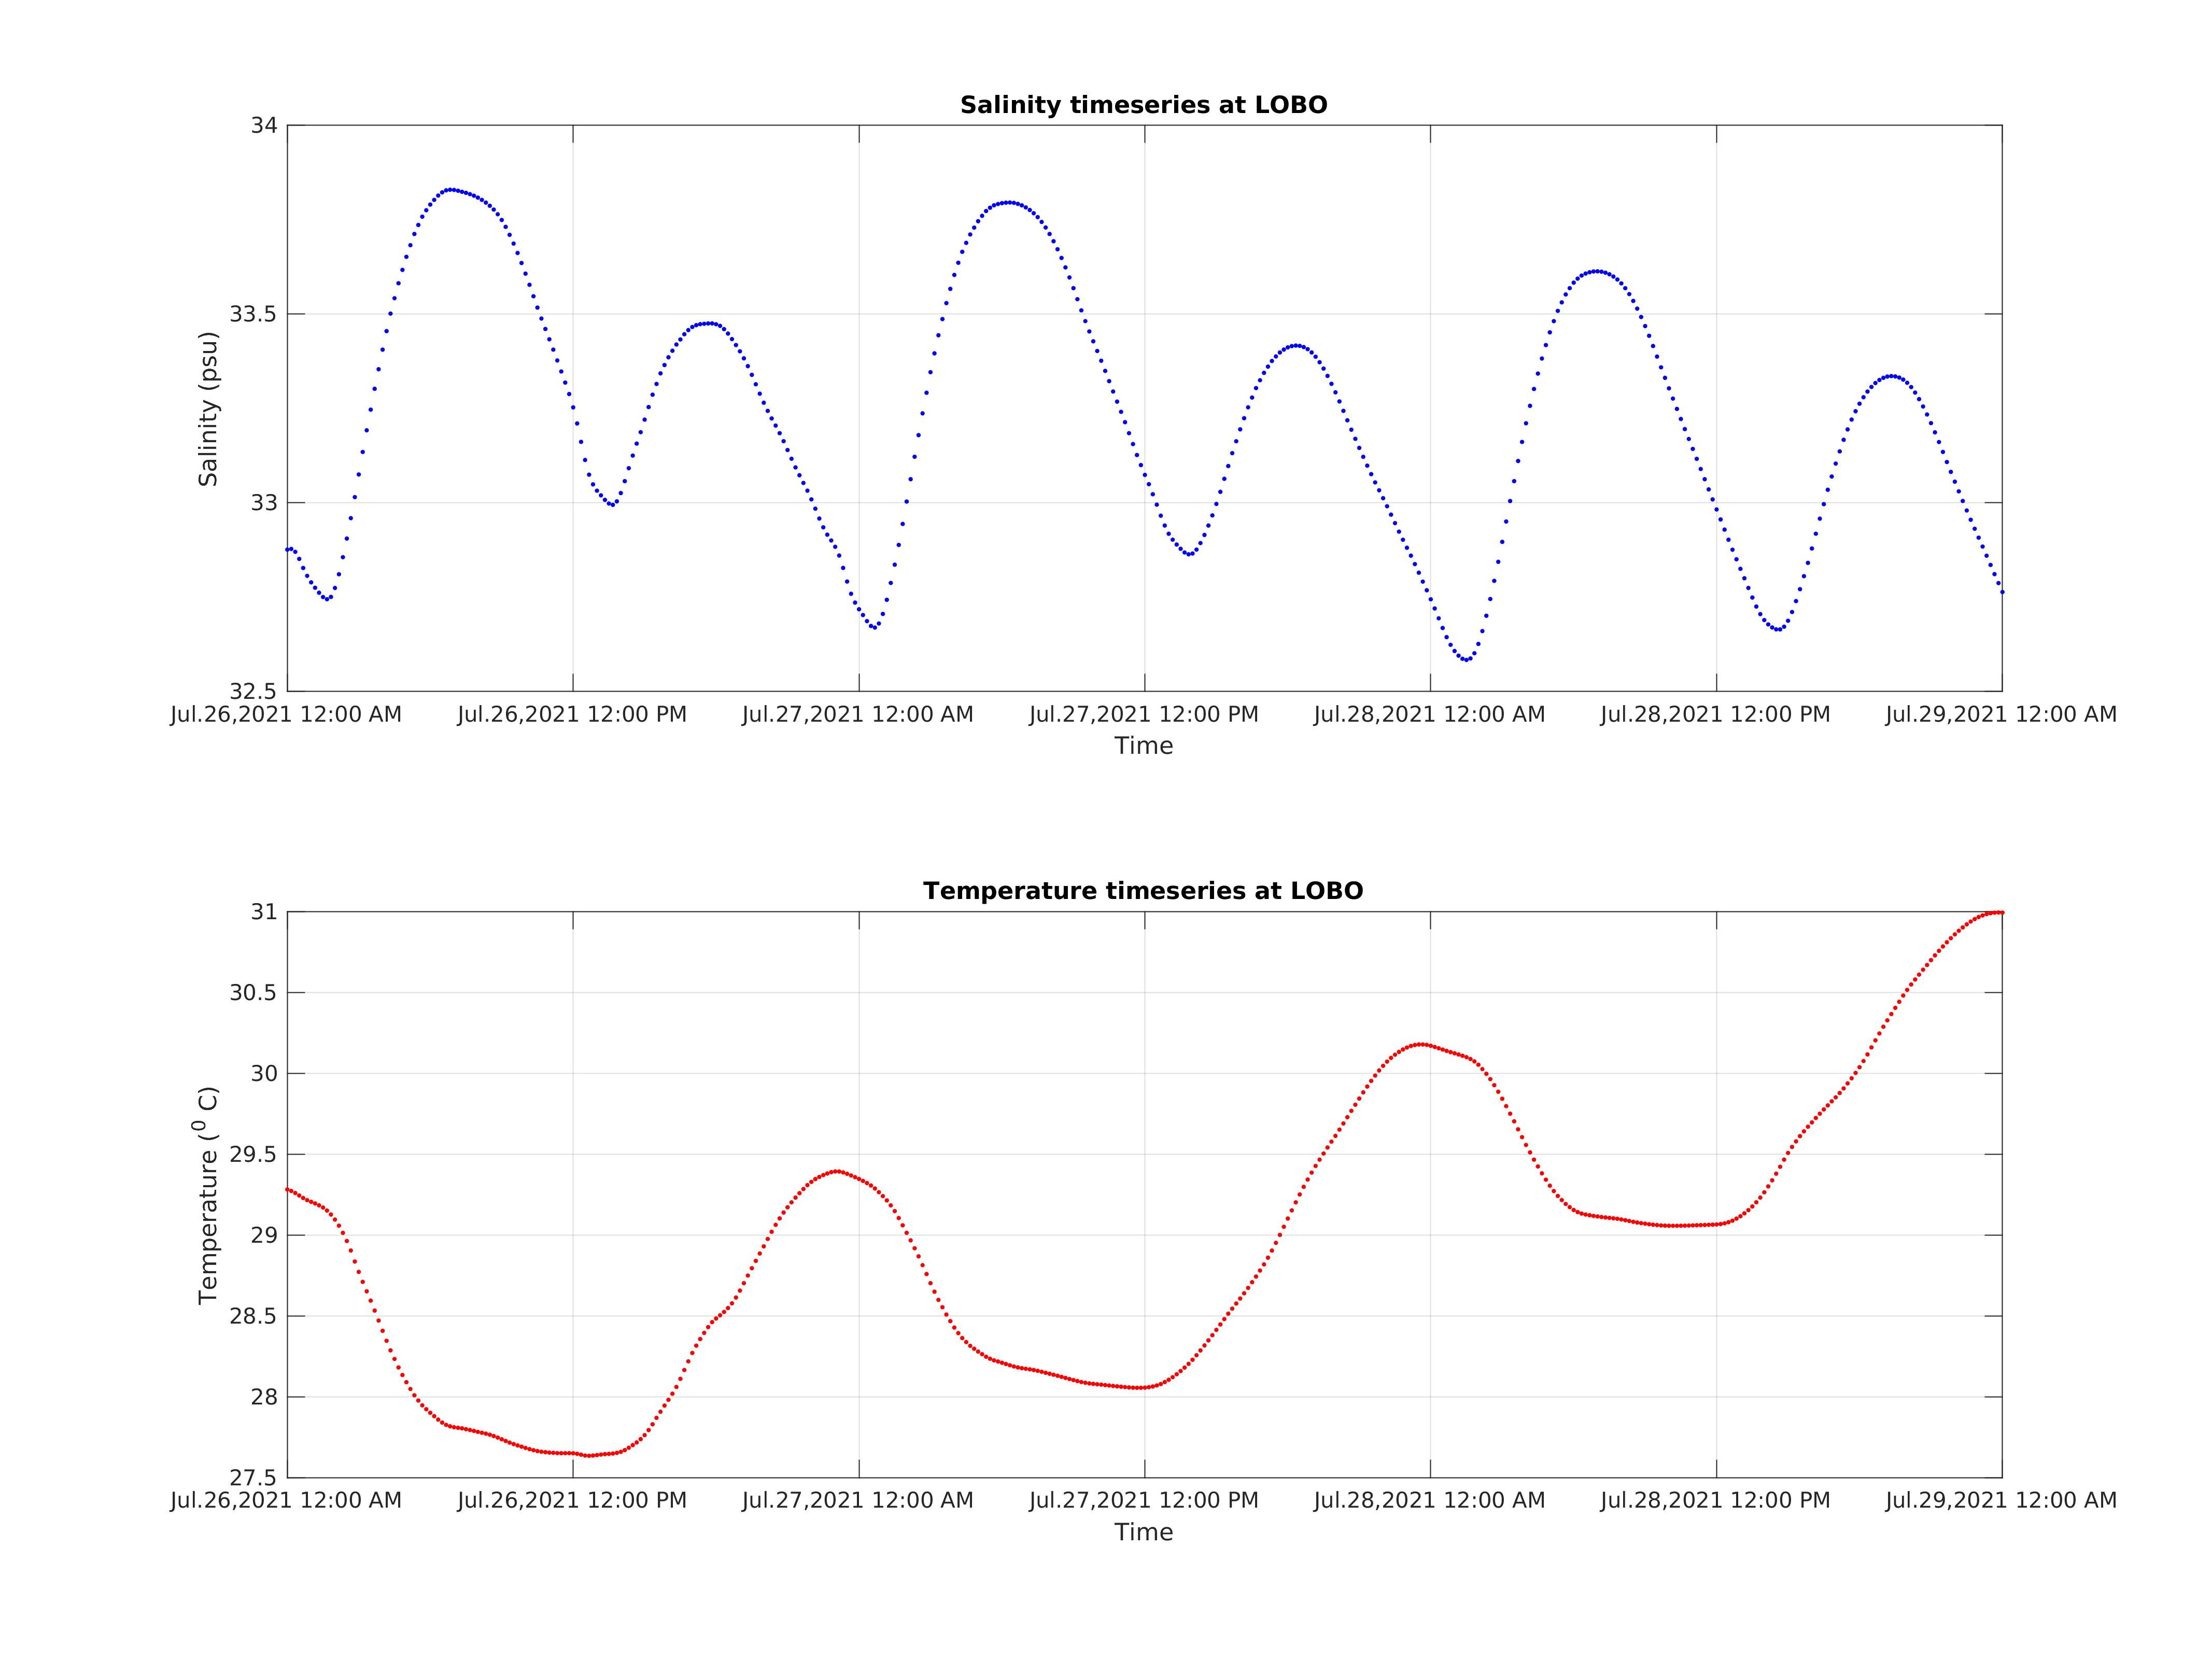 Salinity timeseries at LOBO
34
33.5
33
32.5
Salinity (psu)
Jul.26,2021 12:00 AM Jul.26,2021 12:00 PM Jul.27,2021 12:00 AM Jul.27,2021 12:00 PM Jul.28,2021 12:00 AM Jul.28,2021 12:00 PM Jul.29,2021 12:00 AM
Time
Temperature timeseries at LOBO
31
30.5
30
29.5
29
28.5
28
27.5
Temperature (⁰ C)
Jul.26,2021 12:00 AM Jul.26,2021 12:00 PM Jul.27,2021 12:00 AM Jul.27,2021 12:00 PM Jul.28,2021 12:00 AM Jul.28,2021 12:00 PM Jul.29,2021 12:00 AM
Time